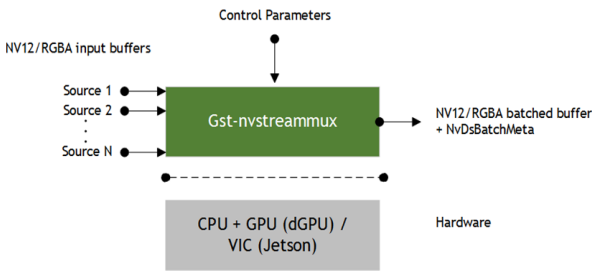 Control Parameters
NV12/RGBA input buffers
Source 1
Source 2
Source N
Gst-nvstreammux
NV12/RGBA batched buffer
+ NvDsBatchMeta
CPU + GPU (dGPU) /
VIC (Jetson)
Hardware